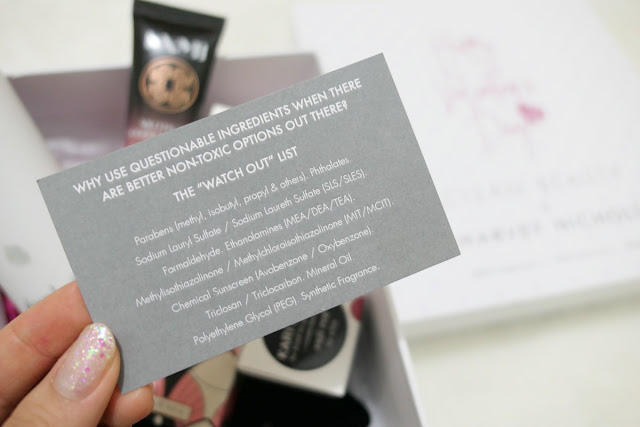 WHY USE QUESTIONABLE INGREDIENTS WHEN THERE
ARE BETTER NON-TOXIC OPTIONS OUT THERE?
THE "WATCH OUT" LIST
Parabens (methyl, isobutyl, propyl & others). Phthalates.
Sodium Lauryl Sulfate / Sodium Laureth Sulfate (SLS/SLES).
Formaldehyde. Ethanolamines (MEA/DEA/TEA).
Methylisothiazolinone / Methylchloroisothiazolinone (MIT/MCIT).
Chemical Sunscreen (Avobenzone / Oxybenzone).
Triclosan / Triclocarbon. Mineral Oil
Polyethylene Glycol (PEG). Synthetic Fragrance.